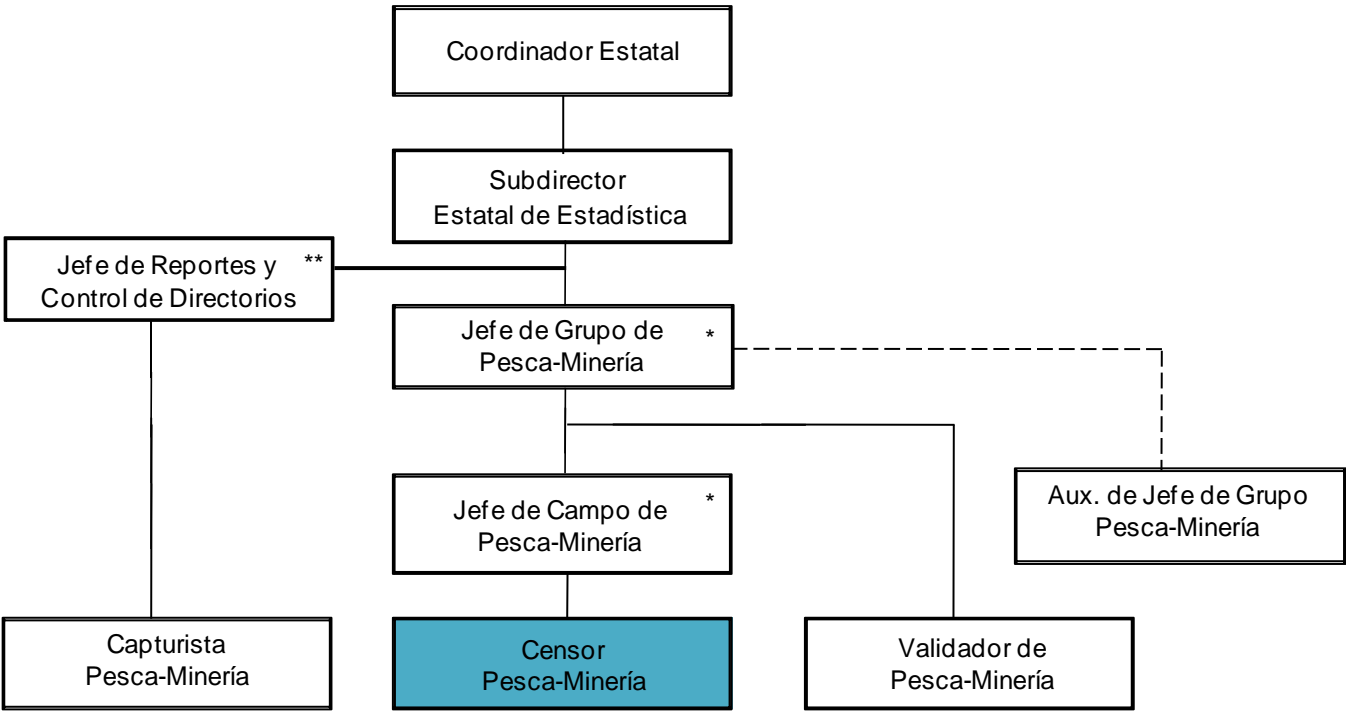 Coordinador Estatal
Subdirector
Estatal de Estadística
Jefe de Reportes y **
Control de Directorios
Jefe de Grupo de *
Pesca-Minería
Jefe de Campo de *
Pesca-Minería
Aux. de Jefe de Grupo
Pesca-Minería
Capturista
Pesca-Minería
Censor
Pesca-Minería
Validador de
Pesca-Minería